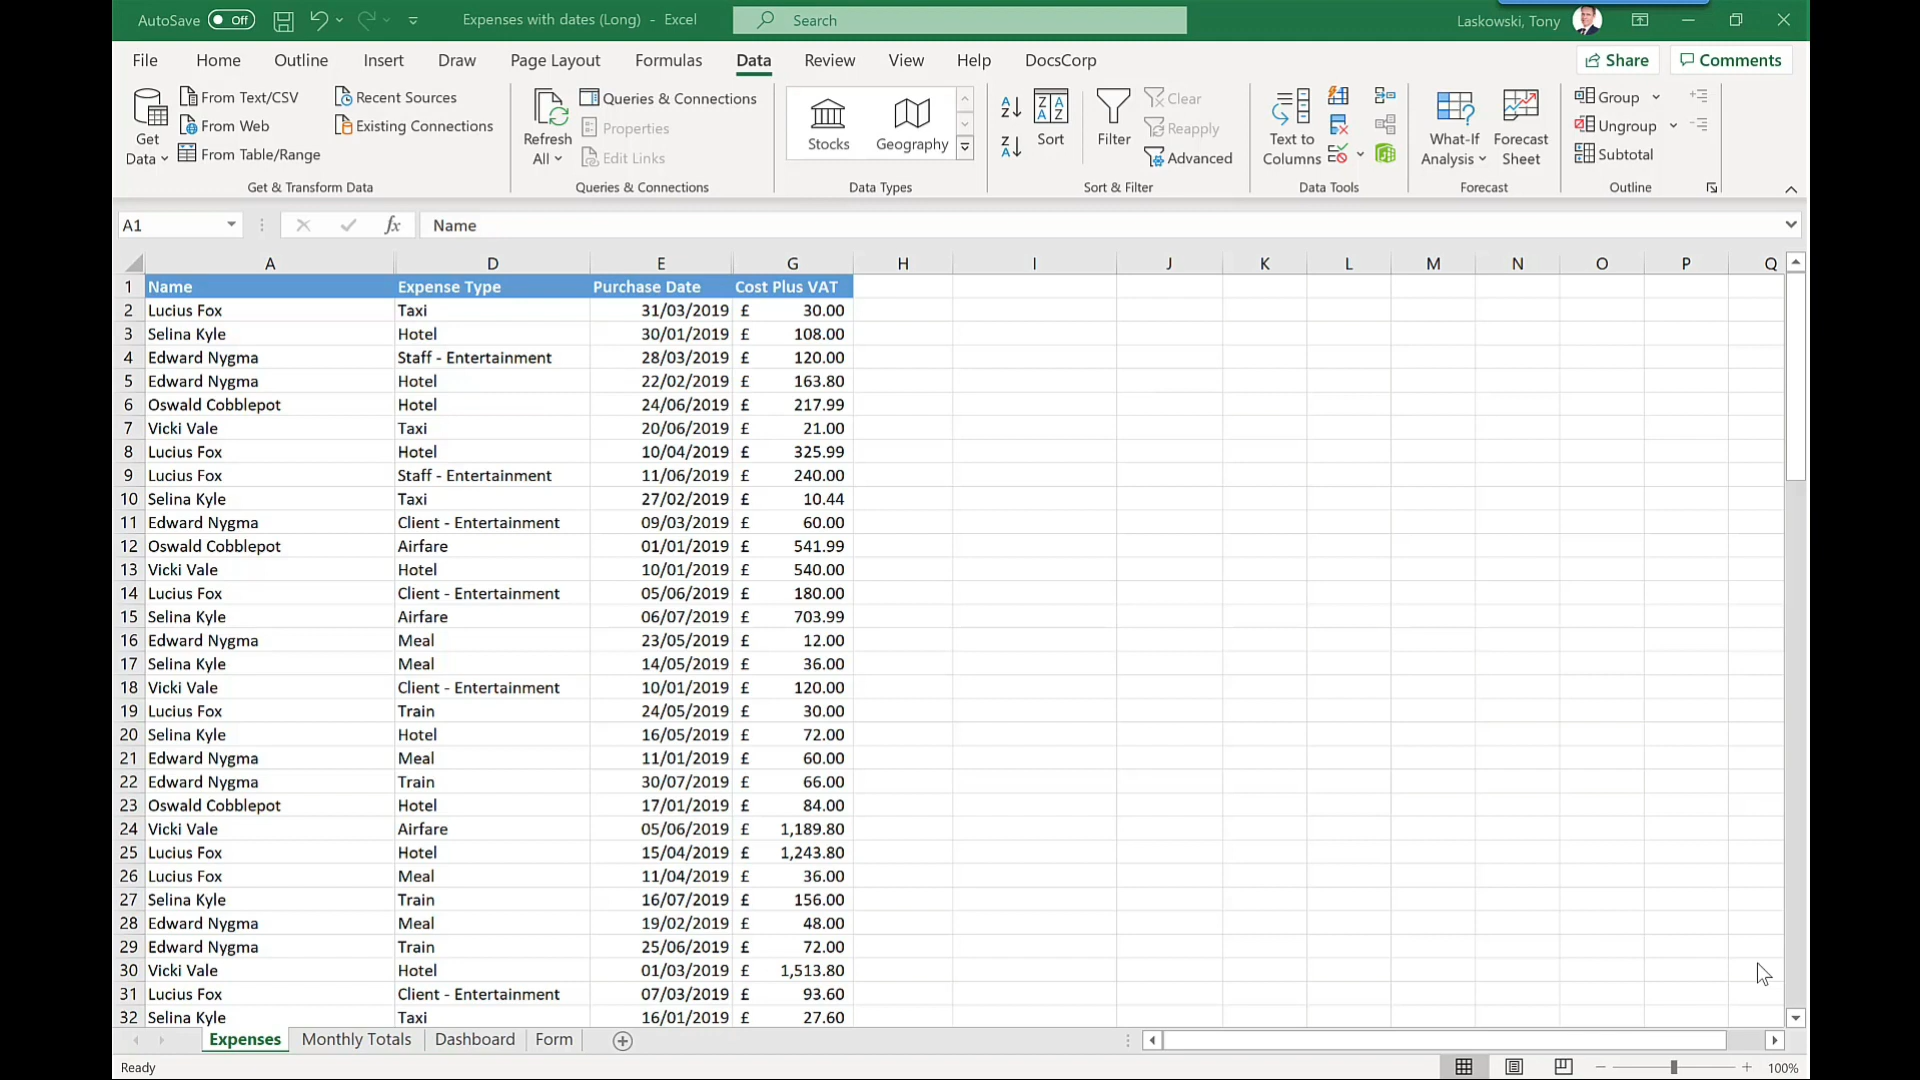 AutoSave Off Expenses with dates (Long) - Excel Search Laskowski, Tony
File Home Outline Insert Draw Page Layout Formulas Data Review View Help DocsCorp Share Comments
Get Data
From Text/CSV
From Web
From Table/Range
Recent Sources
Existing Connections
Get & Transform Data
Refresh All
Queries & Connections
Properties
Edit Links
Queries & Connections
Stocks
Geography
Data Types
Sort
Filter
Clear
Reapply
Advanced
Sort & Filter
Text to Columns
Data Tools
What-If Analysis
Forecast Sheet
Forecast
Group
Ungroup
Subtotal
Outline
A1 fx Name
A D E G H I J K L M N O P Q
1 Name Expense Type Purchase Date Cost Plus VAT
2 Lucius Fox Taxi 31/03/2019 £ 30.00
3 Selina Kyle Hotel 30/01/2019 £ 108.00
4 Edward Nygma Staff - Entertainment 28/03/2019 £ 120.00
5 Edward Nygma Hotel 22/02/2019 £ 163.80
6 Oswald Cobblepot Hotel 24/06/2019 £ 217.99
7 Vicki Vale Taxi 20/06/2019 £ 21.00
8 Lucius Fox Hotel 10/04/2019 £ 325.99
9 Lucius Fox Staff - Entertainment 11/06/2019 £ 240.00
10 Selina Kyle Taxi 27/02/2019 £ 10.44
11 Edward Nygma Client - Entertainment 09/03/2019 £ 60.00
12 Oswald Cobblepot Airfare 01/01/2019 £ 541.99
13 Vicki Vale Hotel 10/01/2019 £ 540.00
14 Lucius Fox Client - Entertainment 05/06/2019 £ 180.00
15 Selina Kyle Airfare 06/07/2019 £ 703.99
16 Edward Nygma Meal 23/05/2019 £ 12.00
17 Selina Kyle Meal 14/05/2019 £ 36.00
18 Vicki Vale Client - Entertainment 10/01/2019 £ 120.00
19 Lucius Fox Train 24/05/2019 £ 30.00
20 Selina Kyle Hotel 16/05/2019 £ 72.00
21 Edward Nygma Meal 11/01/2019 £ 60.00
22 Edward Nygma Train 30/07/2019 £ 66.00
23 Oswald Cobblepot Hotel 17/01/2019 £ 84.00
24 Vicki Vale Airfare 05/06/2019 £ 1,189.80
25 Lucius Fox Hotel 15/04/2019 £ 1,243.80
26 Lucius Fox Meal 11/04/2019 £ 36.00
27 Selina Kyle Train 16/07/2019 £ 156.00
28 Edward Nygma Meal 19/02/2019 £ 48.00
29 Edward Nygma Train 25/06/2019 £ 72.00
30 Vicki Vale Hotel 01/03/2019 £ 1,513.80
31 Lucius Fox Client - Entertainment 07/03/2019 £ 93.60
32 Selina Kyle Taxi 16/01/2019 £ 27.60
Expenses Monthly Totals Dashboard Form
Ready 100%